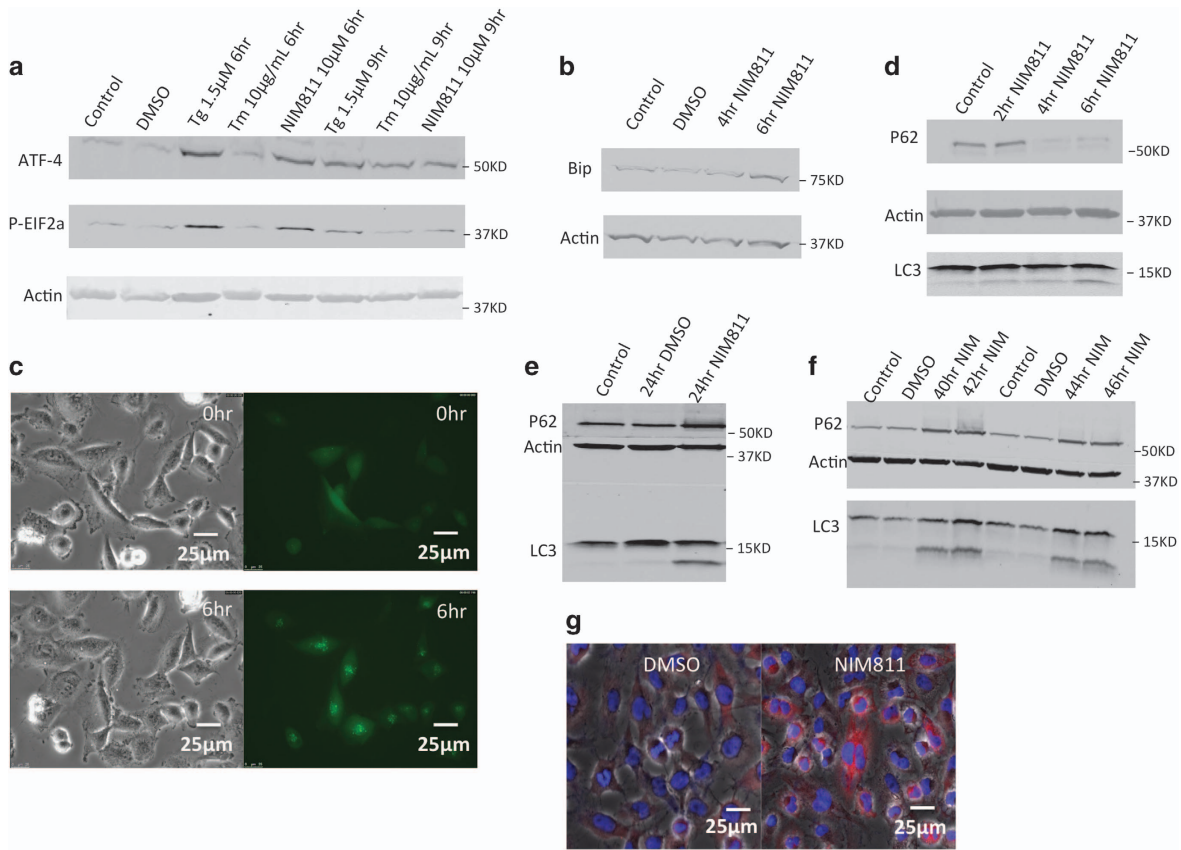 a
Control
DMSO
Tg 1.5µM 6hr
Tm 10µg/mL 6hr
NIM811 10µM 6hr
Tg 1.5µM 9hr
Tm 10µg/mL 9hr
NIM811 10µM 9hr
ATF-4
50KD
P-EIF2a
37KD
Actin
37KD
b
Control
DMSO
4hr NIM811
6hr NIM811
Bip
75KD
Actin
37KD
d
Control
2hr NIM811
4hr NIM811
6hr NIM811
P62
50KD
Actin
37KD
LC3
15KD
c
0hr
25µm
0hr
25µm
6hr
25µm
6hr
25µm
e
Control
24hr DMSO
24hr NIM811
P62
50KD
Actin
37KD
LC3
15KD
f
Control
DMSO
40hr NIM
42hr NIM
Control
DMSO
44hr NIM
46hr NIM
P62
50KD
Actin
37KD
LC3
15KD
g
DMSO
25µm
NIM811
25µm